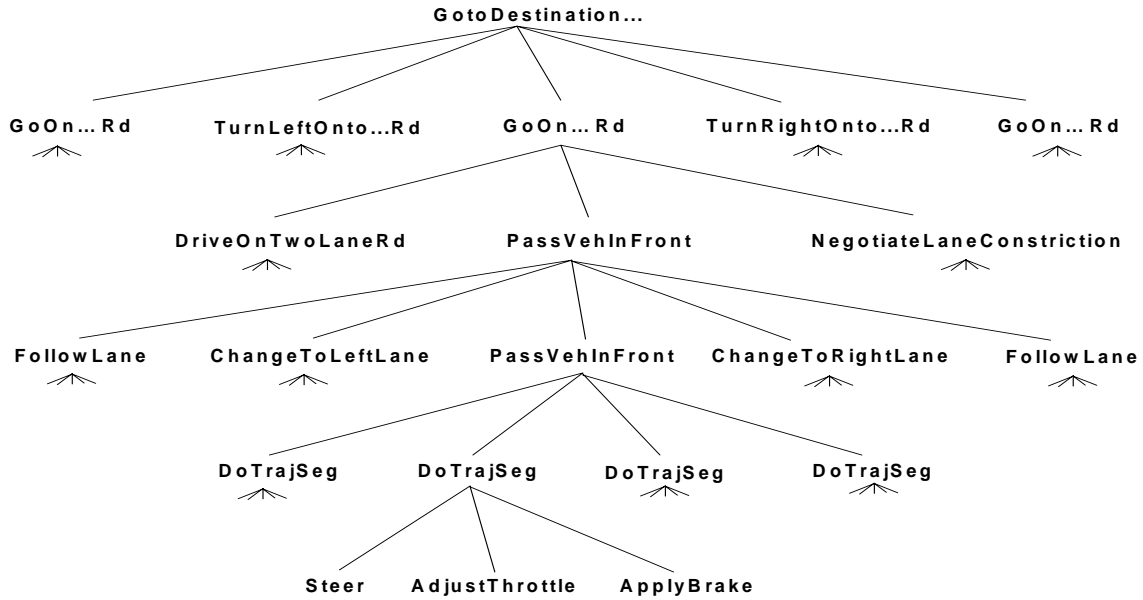 GotoDestination...
GoOn...Rd TurnLeftOnto...Rd GoOn...Rd TurnRightOnto...Rd GoOn...Rd
DriveOnTwoLaneRd PassVehInFront NegotiateLaneConstriction
FollowLane ChangeToLeftLane PassVehInFront ChangeToRightLane FollowLane
DoTrajSeg DoTrajSeg DoTrajSeg DoTrajSeg
Steer AdjustThrottle ApplyBrake